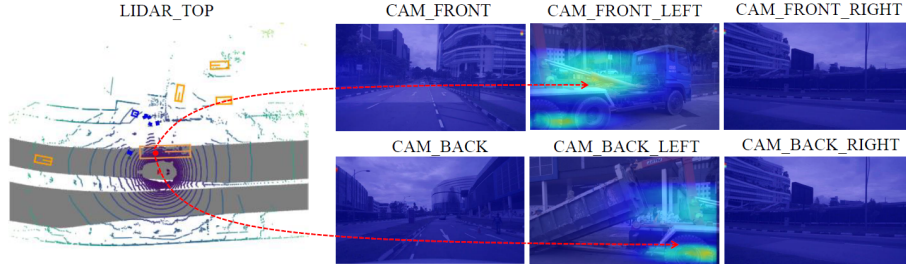 LIDAR_TOP
CAM_FRONT
CAM_FRONT_LEFT
CAM_FRONT_RIGHT
CAM_BACK
CAM_BACK_LEFT
CAM_BACK_RIGHT